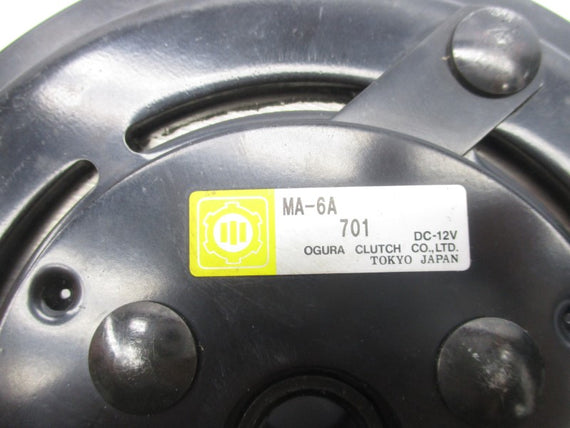 MA-6A
701
DC-12V
OGURA CLUTCH CO.,LTD.
TOKYO JAPAN